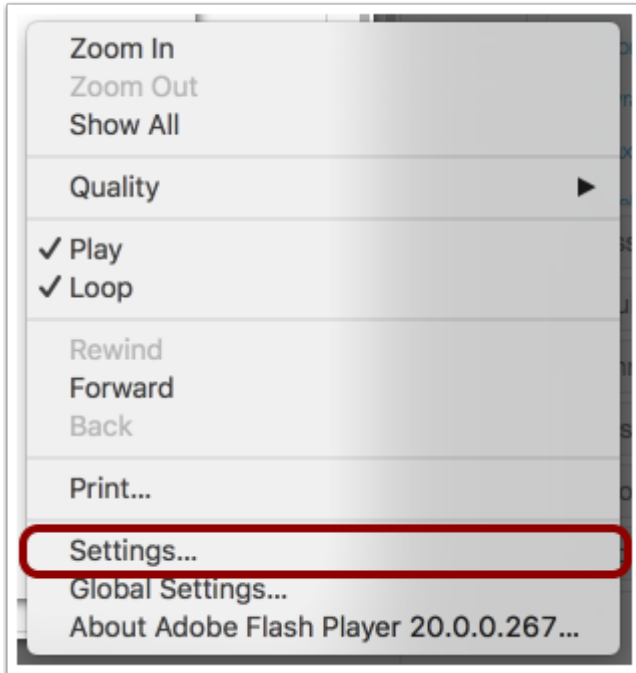 Zoom In
Zoom Out
Show All
Quality
Play
Loop
Rewind
Forward
Back
Print...
Settings...
Global Settings...
About Adobe Flash Player 20.0.0.267...